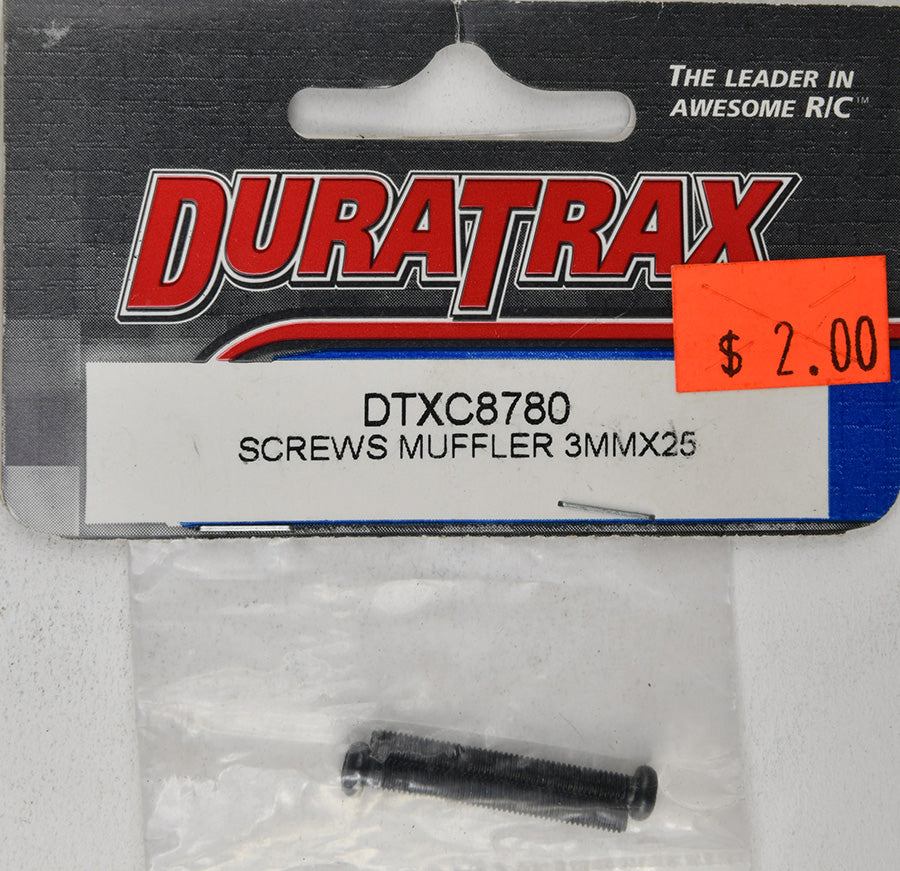 THE LEADER IN
AWESOME R/C™
DURATRAX
$ 2.00
DTXC8780
SCREWS MUFFLER 3MMX25